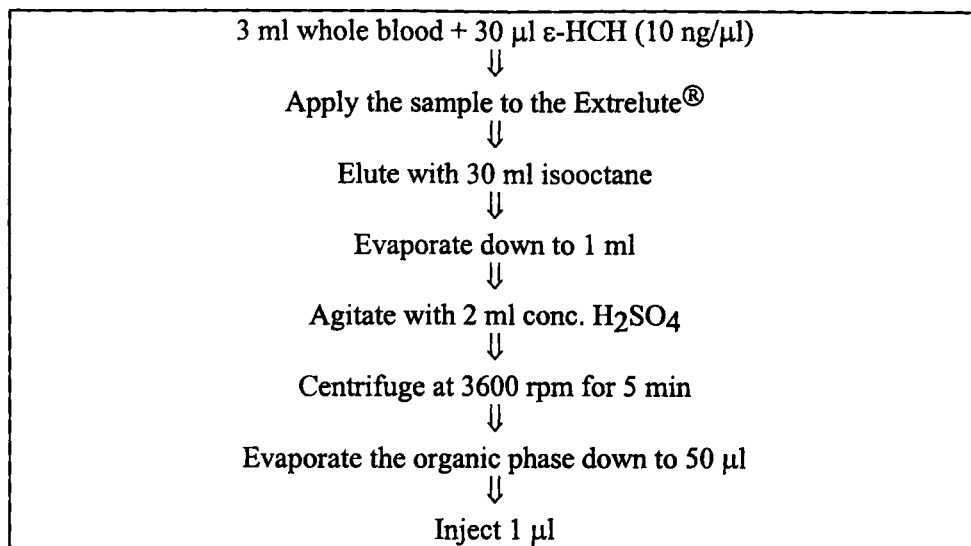 3 ml whole blood + 30 µl ε-HCH (10 ng/µl)
⇓
Apply the sample to the Extrelute®
⇓
Elute with 30 ml isooctane
⇓
Evaporate down to 1 ml
⇓
Agitate with 2 ml conc. H2SO4
⇓
Centrifuge at 3600 rpm for 5 min
⇓
Evaporate the organic phase down to 50 µl
⇓
Inject 1 µl